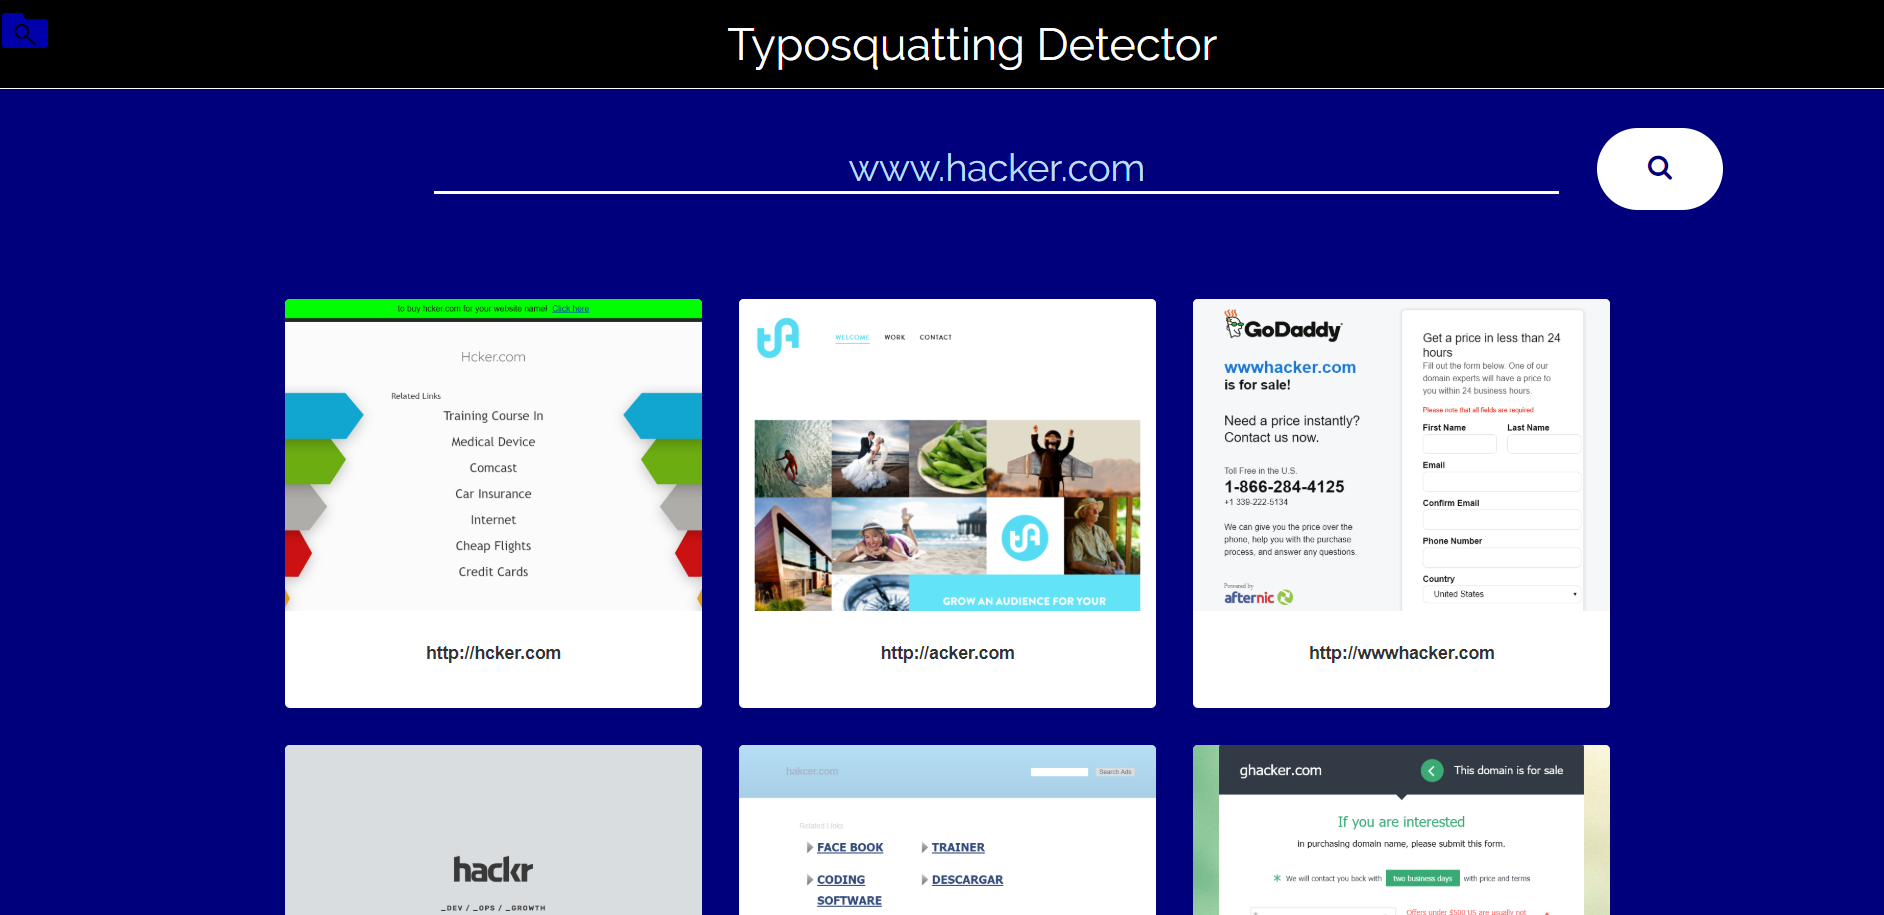 Typosquatting Detector
www.hacker.com
to buy hcker.com for your website name! Click here
Hcker.com
Related Links
Training Course In
Medical Device
Comcast
Car Insurance
Internet
Cheap Flights
Credit Cards
http://hcker.com
tA
WELCOME WORK CONTACT
tA
GROW AN AUDIENCE FOR YOUR
http://acker.com
GoDaddy
wwwhacker.com
is for sale!
Need a price instantly?
Contact us now.
Toll Free in the U.S.
1-866-284-4125
+1 339-222-5134
We can give you the price over the
phone, help you with the purchase
process, and answer any questions.
Powered by
afternic
Get a price in less than 24
hours
Fill out the form below. One of our
domain experts will have a price to
you within 24 business hours.
Please note that all fields are required
First Name Last Name
Email
Confirm Email
Phone Number
Country
United States
http://wwwhacker.com
hackr
_DEV / _OPS / _GROWTH
hakcer.com
Search Ads
Related Links
FACE BOOK TRAINER
CODING DESCARGAR
SOFTWARE
ghacker.com
This domain is for sale
If you are interested
in purchasing domain name, please submit this form.
* We will contact you back with two business days with price and terms
Offers under $500 US are usually not